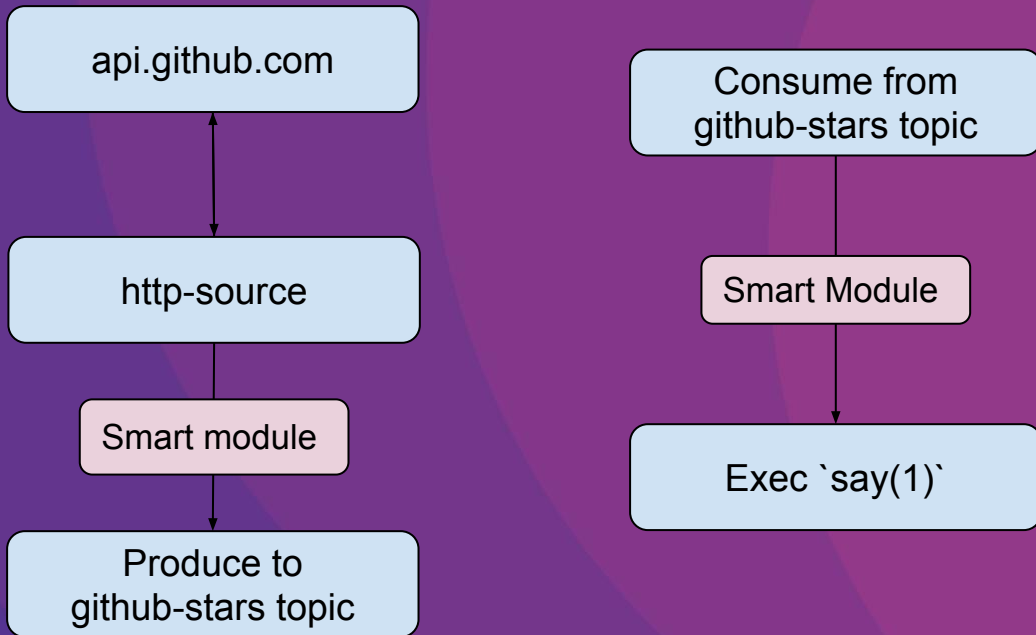 api.github.com
http-source
Smart module
Produce to
github-stars topic
Consume from
github-stars topic
Smart Module
Exec `say(1)`